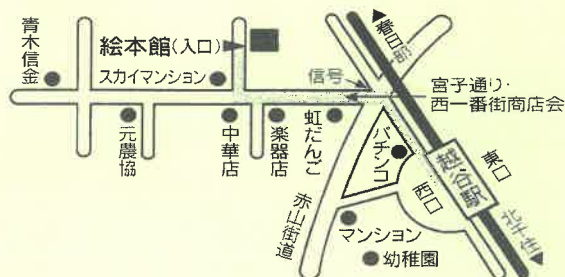 青木信金
絵本館(入口)
スカイマンション
春日部
信号
宮子通り・
西一番街商店会
元農協
中華店
楽器店
虹だんご
パチンコ
越谷駅
東口
西口
赤山街道
マンション
幼稚園
北千住